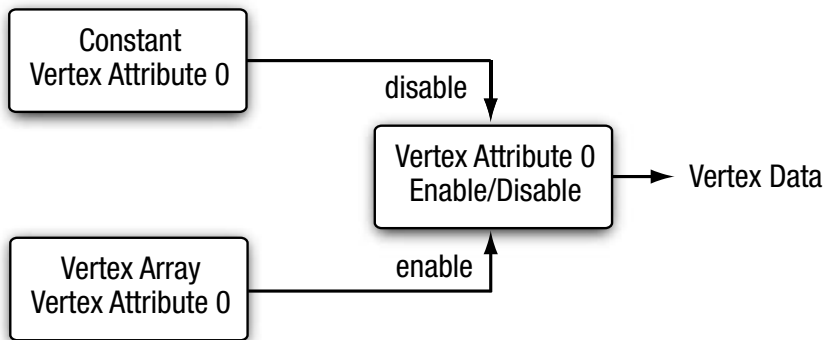 Constant
Vertex Attribute 0
disable
Vertex Attribute 0
Enable/Disable
Vertex Data
Vertex Array
Vertex Attribute 0
enable